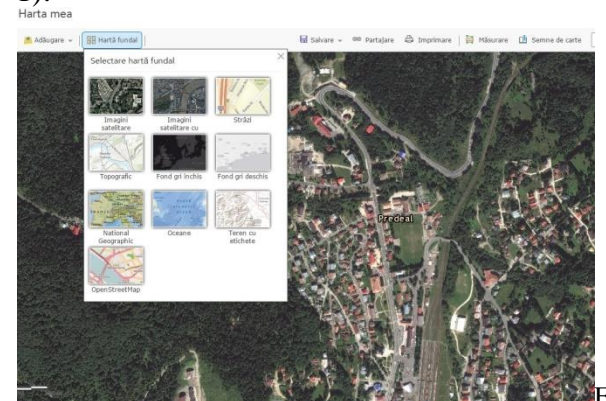 Harta mea
Adăugare
Hartă fundal
Salvare
Partajare
Imprimare
Măsurare
Semne de carte
Selectare hartă fundal
Imagini satelitare
Imagini satelitare cu
Străzi
Topografic
Fond gri închis
Fond gri deschis
National Geographic
Oceane
Teren cu etichete
OpenStreetMap
Predeal